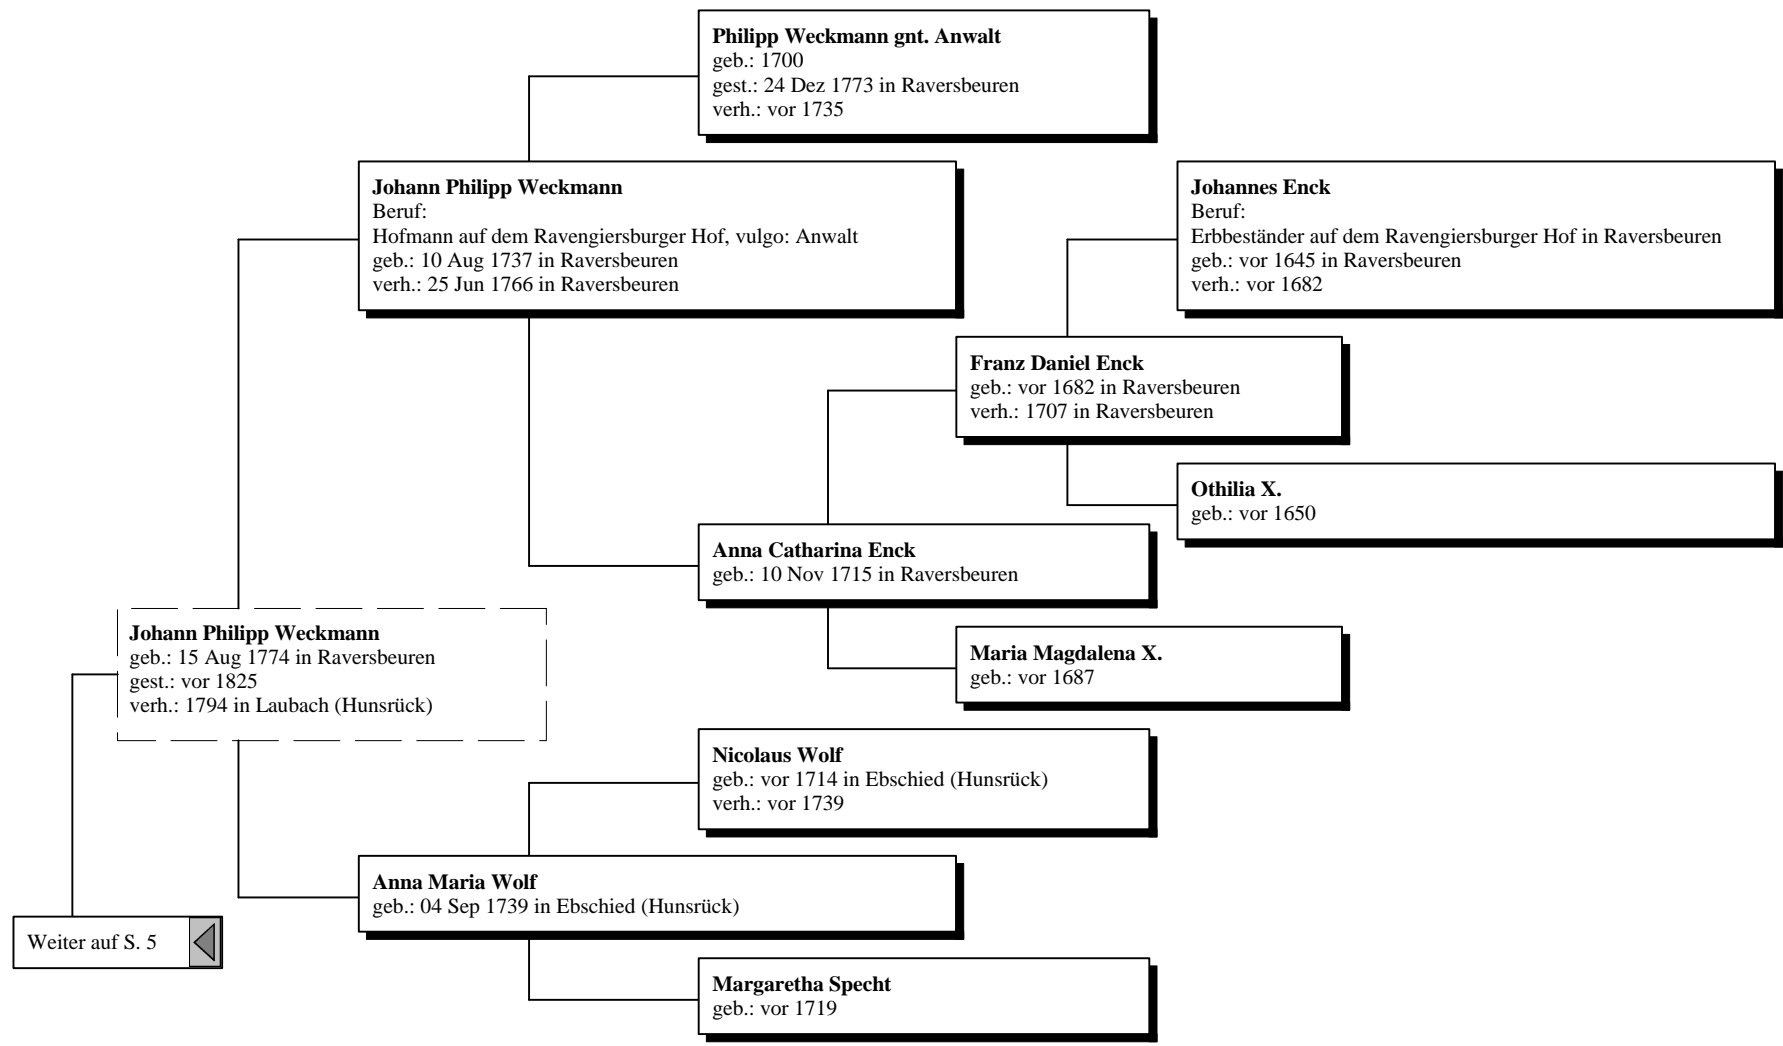 Philipp Weckmann gnt. Anwalt
geb.: 1700
gest.: 24 Dez 1773 in Raversbeuren
verh.: vor 1735
Johann Philipp Weckmann
Beruf:
Hofmann auf dem Ravengiersburger Hof, vulgo: Anwalt
geb.: 10 Aug 1737 in Raversbeuren
verh.: 25 Jun 1766 in Raversbeuren
Johannes Enck
Beruf:
Erbbeständer auf dem Ravengiersburger Hof in Raversbeuren
geb.: vor 1645 in Raversbeuren
verh.: vor 1682
Franz Daniel Enck
geb.: vor 1682 in Raversbeuren
verh.: 1707 in Raversbeuren
Othilia X.
geb.: vor 1650
Anna Catharina Enck
geb.: 10 Nov 1715 in Raversbeuren
Johann Philipp Weckmann
geb.: 15 Aug 1774 in Raversbeuren
gest.: vor 1825
verh.: 1794 in Laubach (Hunsrück)
Maria Magdalena X.
geb.: vor 1687
Nicolaus Wolf
geb.: vor 1714 in Ebschied (Hunsrück)
verh.: vor 1739
Anna Maria Wolf
geb.: 04 Sep 1739 in Ebschied (Hunsrück)
Weiter auf S. 5
Margaretha Specht
geb.: vor 1719